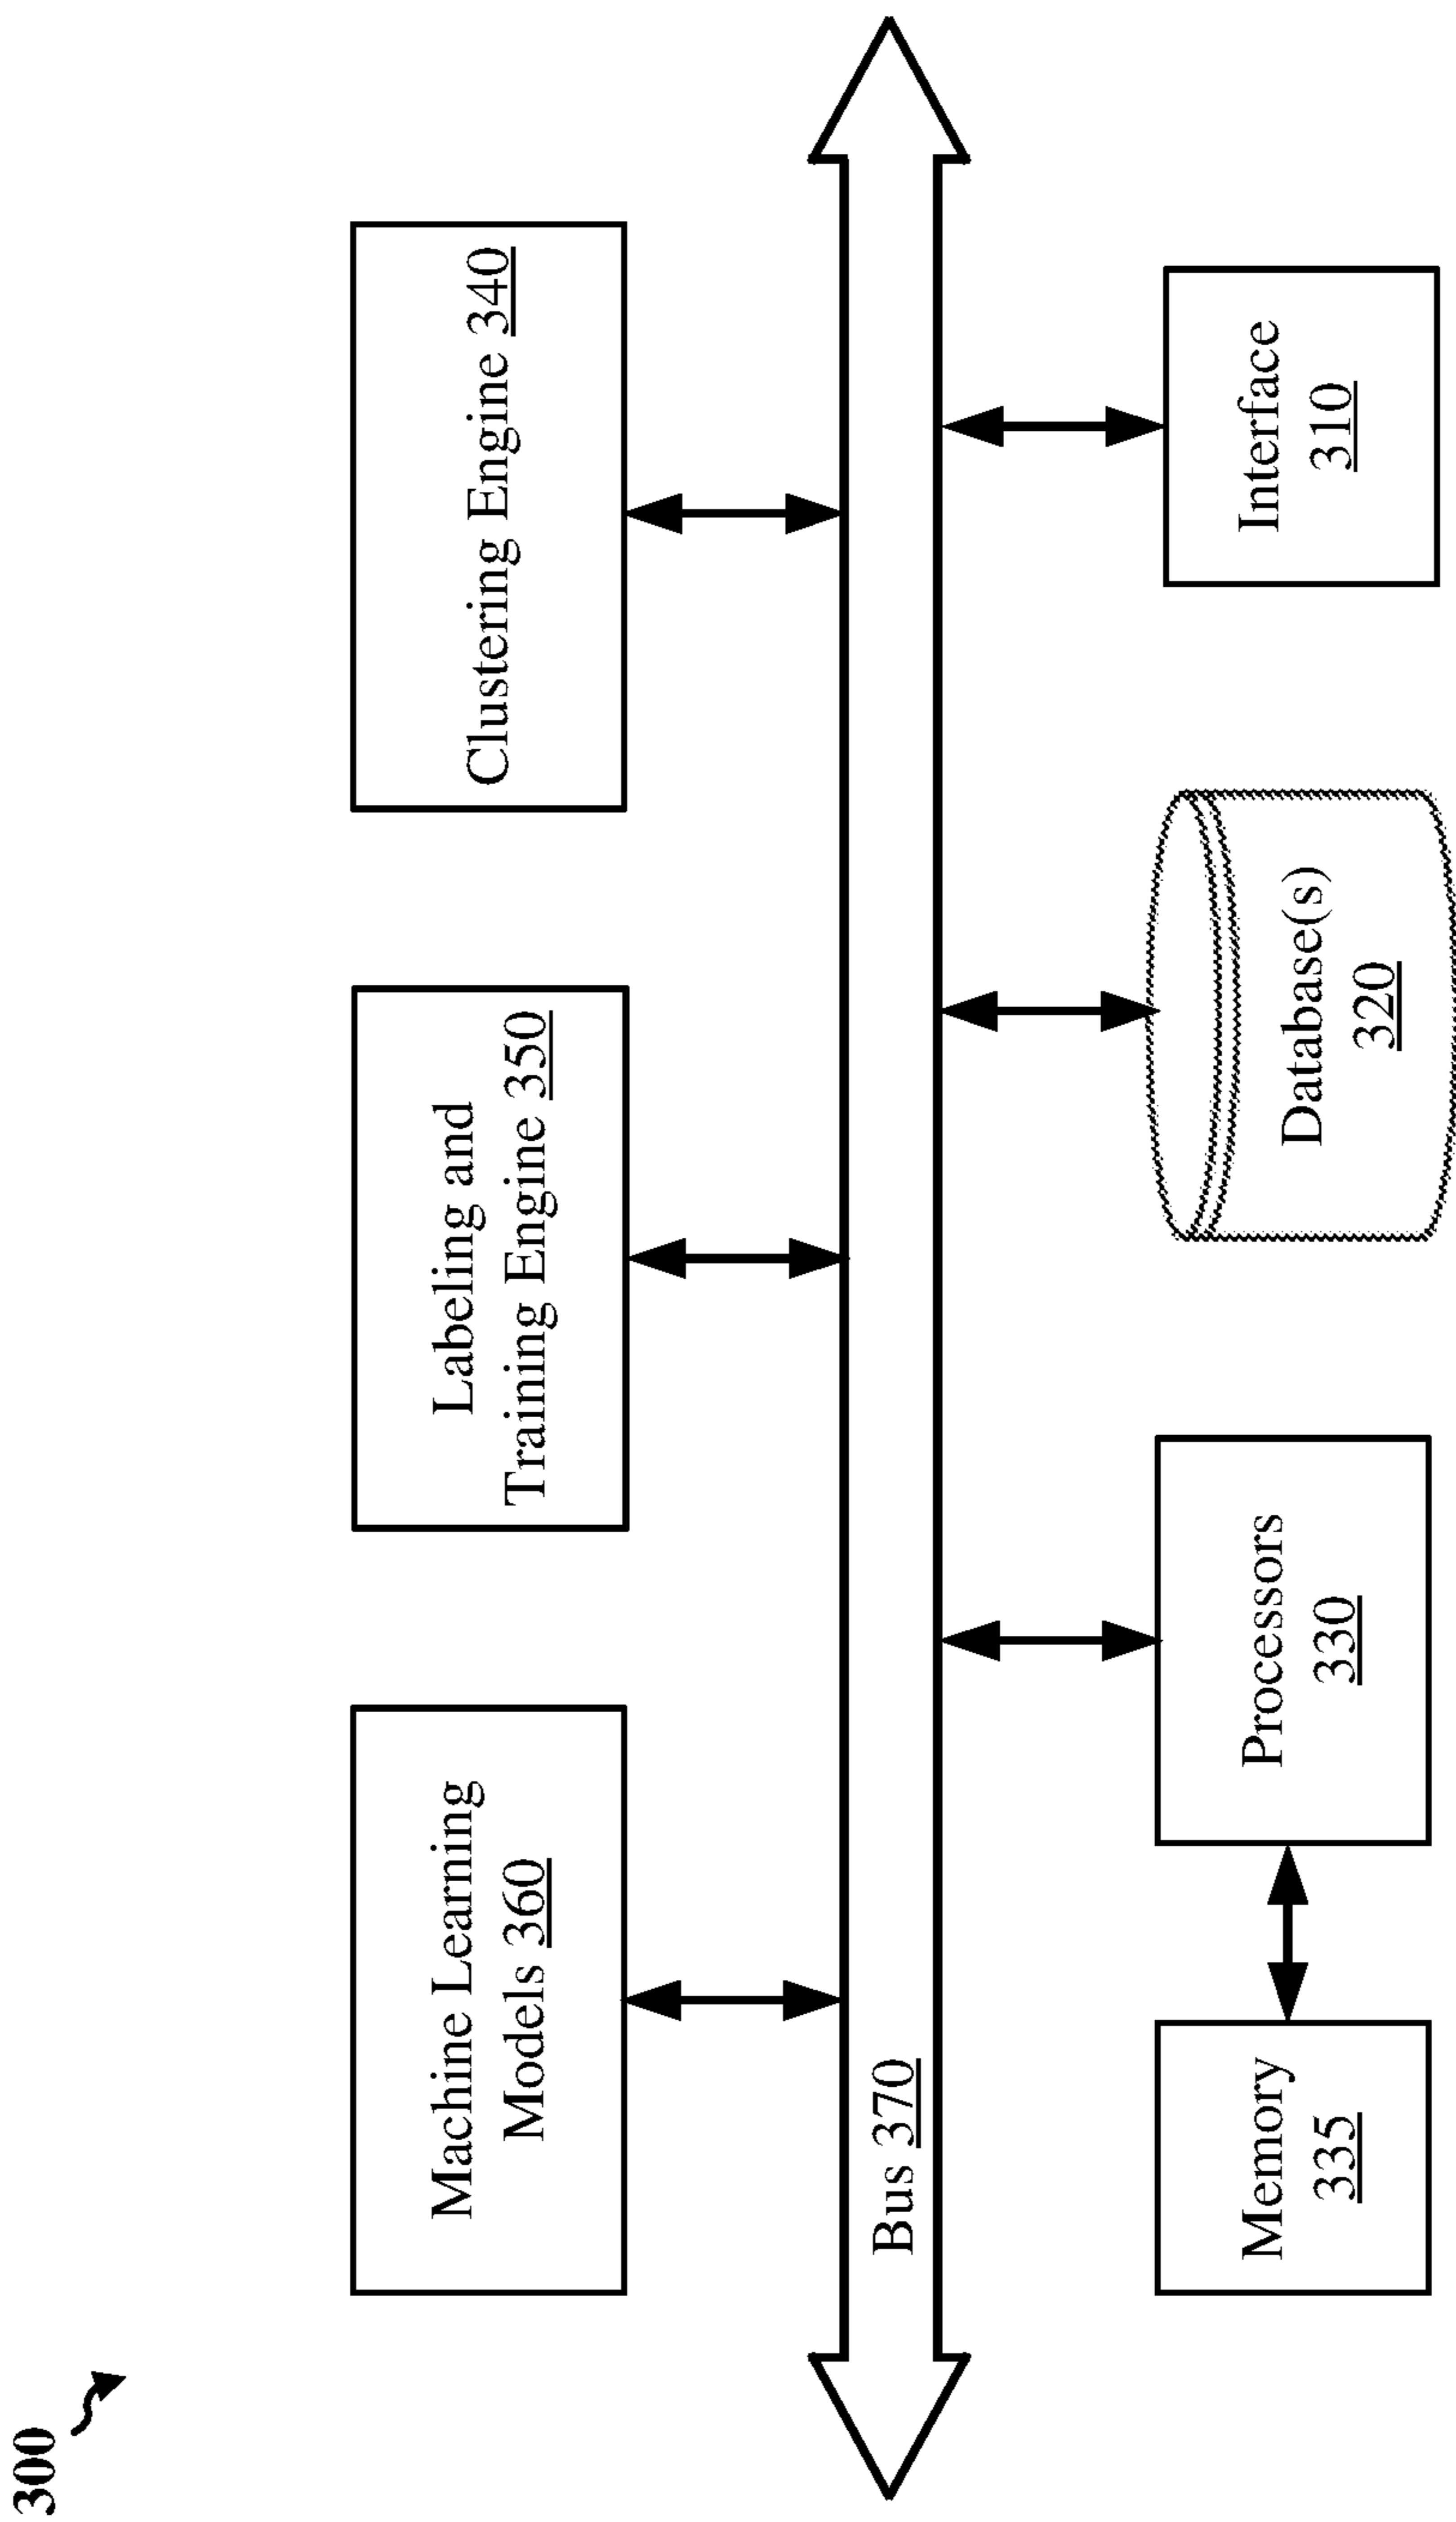 300
Machine Learning
Models 360
Labeling and
Training Engine 350
Clustering Engine 340
Bus 370
Memory
335
Processors
330
Database(s)
320
Interface
310